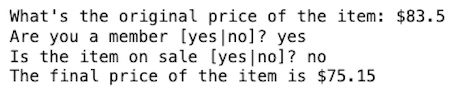 What's the original price of the item: $83.5
Are you a member [yes|no]? yes
Is the item on sale [yes|no]? no
The final price of the item is $75.15